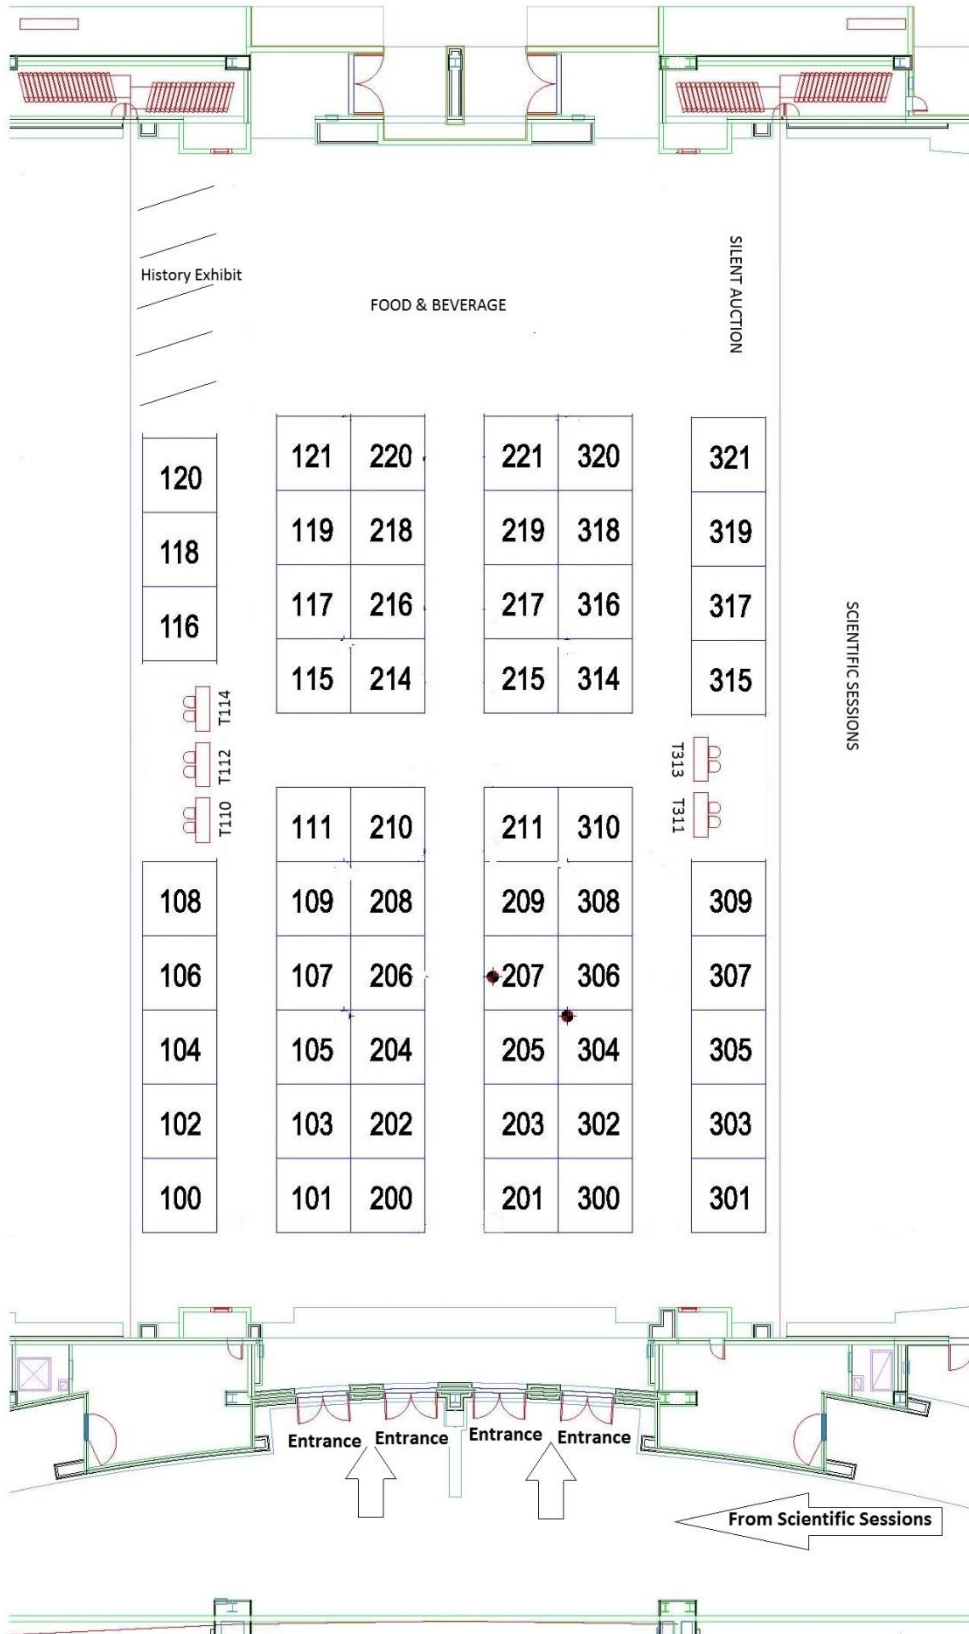 History Exhibit
FOOD & BEVERAGE
SILENT AUCTION
121 220 221 320 321
120
119 218 219 318 319
118
117 216 217 316 317
116
115 214 215 314 315
SCIENTIFIC SESSIONS
T114
T112
T110
T313
T311
111 210 211 310
108 109 208 209 308 309
106 107 206 207 306 307
104 105 204 205 304 305
102 103 202 203 302 303
100 101 200 201 300 301
Entrance Entrance Entrance Entrance
From Scientific Sessions